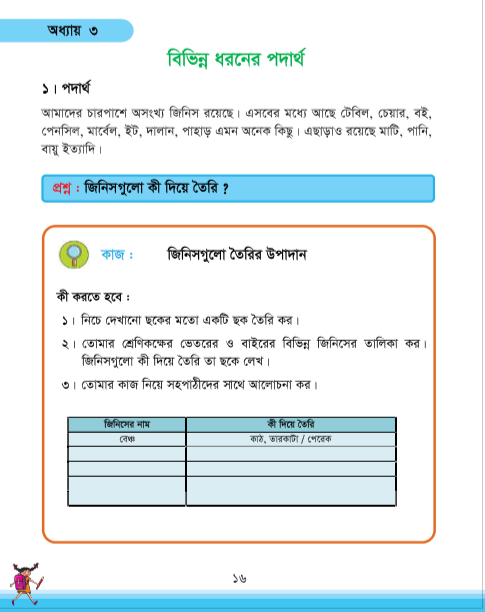 অধ্যায় ৩
বিভিন্ন ধরনের পদার্থ
১। পদার্থ
আমাদের চারপাশে অসংখ্য জিনিস রয়েছে। এসবের মধ্যে আছে টেবিল, চেয়ার, বই,
পেনসিল, মার্বেল, ইট, দালান, পাহাড় এমন অনেক কিছু। এছাড়াও রয়েছে মাটি, পানি,
বায়ু ইত্যাদি।
প্রশ্ন : জিনিসগুলো কী দিয়ে তৈরি ?
কাজ : জিনিসগুলো তৈরির উপাদান
কী করতে হবে :
১। নিচে দেখানো ছকের মতো একটি ছক তৈরি কর।
২। তোমার শ্রেণিকক্ষের ভেতরের ও বাইরের বিভিন্ন জিনিসের তালিকা কর।
জিনিসগুলো কী দিয়ে তৈরি তা ছকে লেখ।
৩। তোমার কাজ নিয়ে সহপাঠীদের সাথে আলোচনা কর।
জিনিসের নাম কী দিয়ে তৈরি
বেঞ্চ কাঠ, তারকাটা / পেরেক
১৬